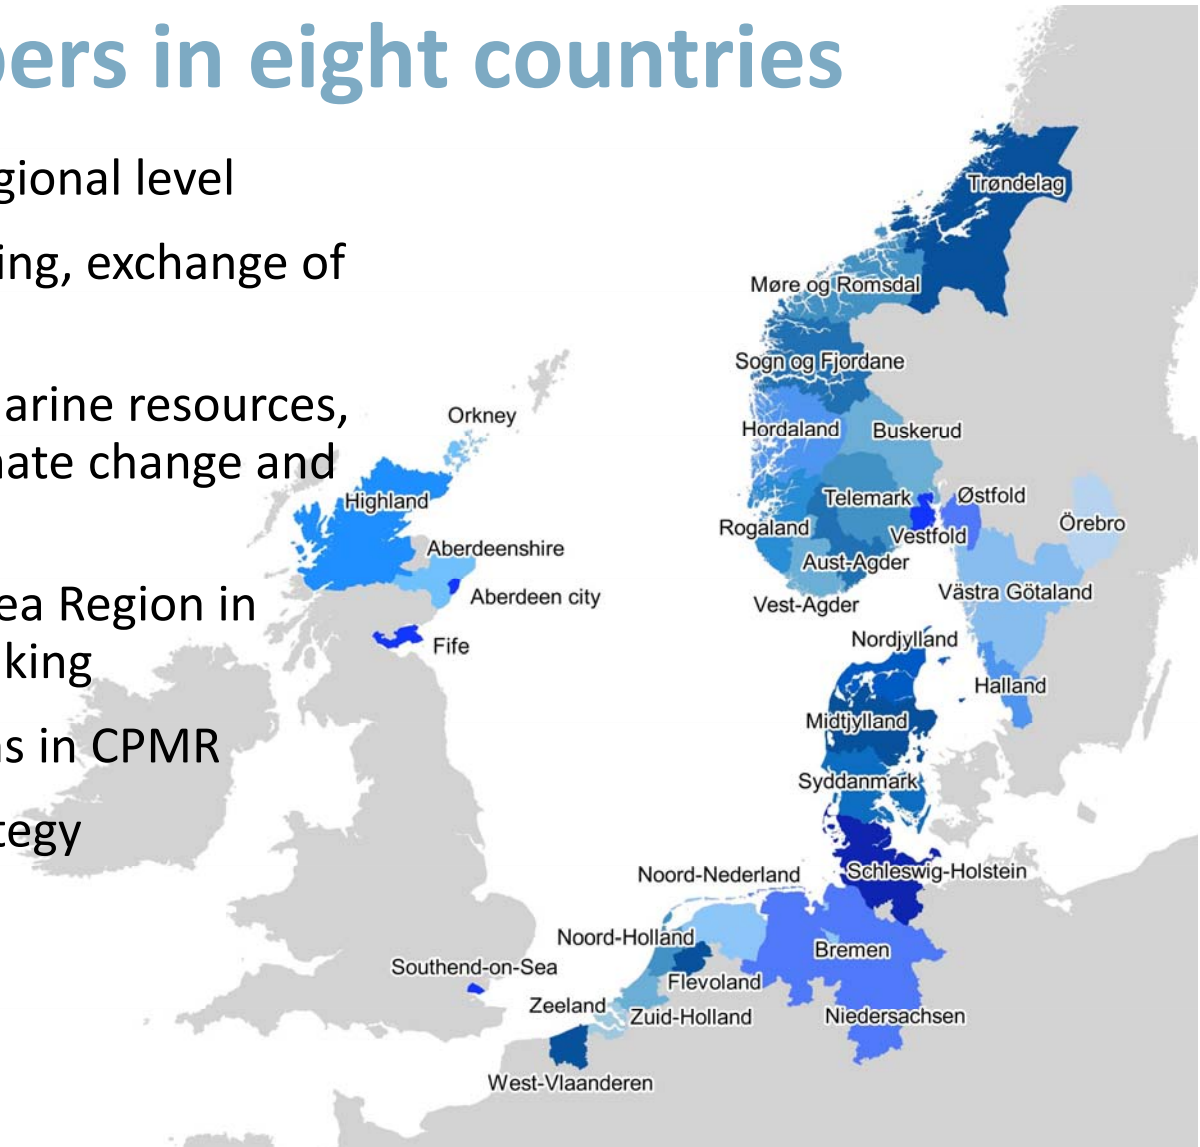 bers in eight countries
gional level
ing, exchange of
arine resources,
nate change and
ea Region in
king
ns in CPMR
tegy
Trøndelag
Møre og Romsdal
Sogn og Fjordane
Hordaland
Buskerud
Telemark
Østfold
Örebro
Rogaland
Vestfold
Aust-Agder
Västra Götaland
Vest-Agder
Nordjylland
Halland
Midtjylland
Syddanmark
Orkney
Highland
Aberdeenshire
Aberdeen city
Fife
Noord-Nederland
Schleswig-Holstein
Noord-Holland
Bremen
Southend-on-Sea
Flevoland
Zeeland
Zuid-Holland
Niedersachsen
West-Vlaanderen